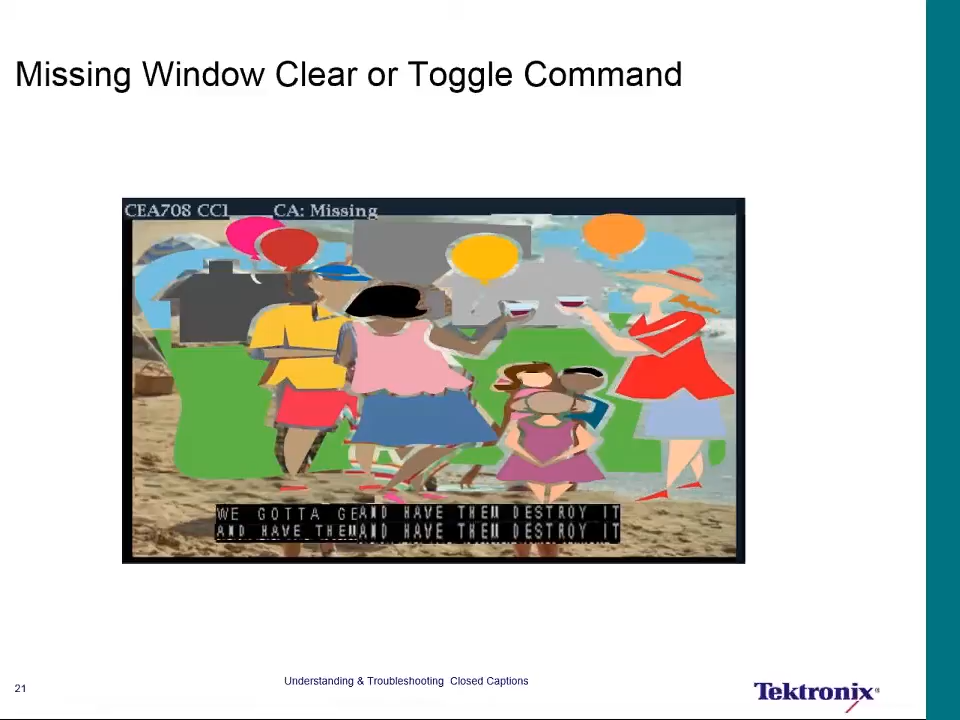 Missing Window Clear or Toggle Command
CEA708 CC1 CA: Missing
WE GOTTA GEAND HAVE THEM DESTROY IT
AND HAVE THEMAND HAVE THEM DESTROY IT
21
Understanding & Troubleshooting Closed Captions
Tektronix